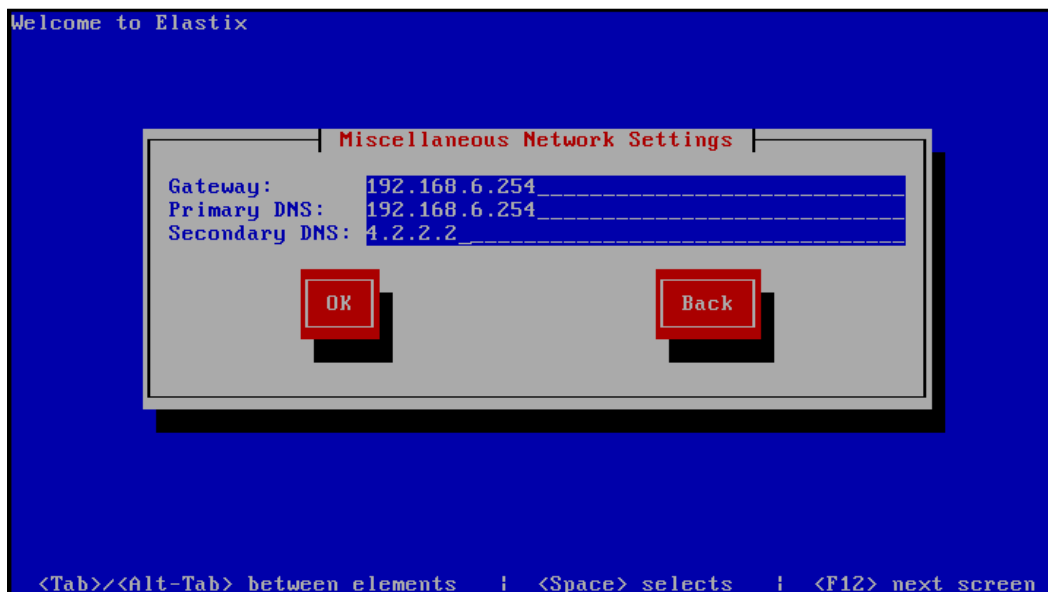 Welcome to Elastix
Miscellaneous Network Settings
Gateway: 192.168.6.254
Primary DNS: 192.168.6.254
Secondary DNS: 4.2.2.2
OK Back
<Tab>/<Alt-Tab> between elements | <Space> selects | <F12> next screen